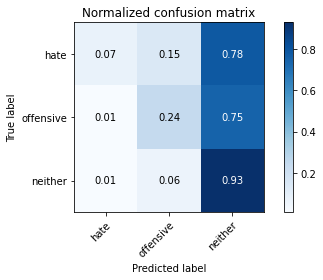 Normalized confusion matrix
True label
hate 0.07 0.15 0.78
offensive 0.01 0.24 0.75
neither 0.01 0.06 0.93
hate offensive neither
Predicted label
0.8
0.6
0.4
0.2